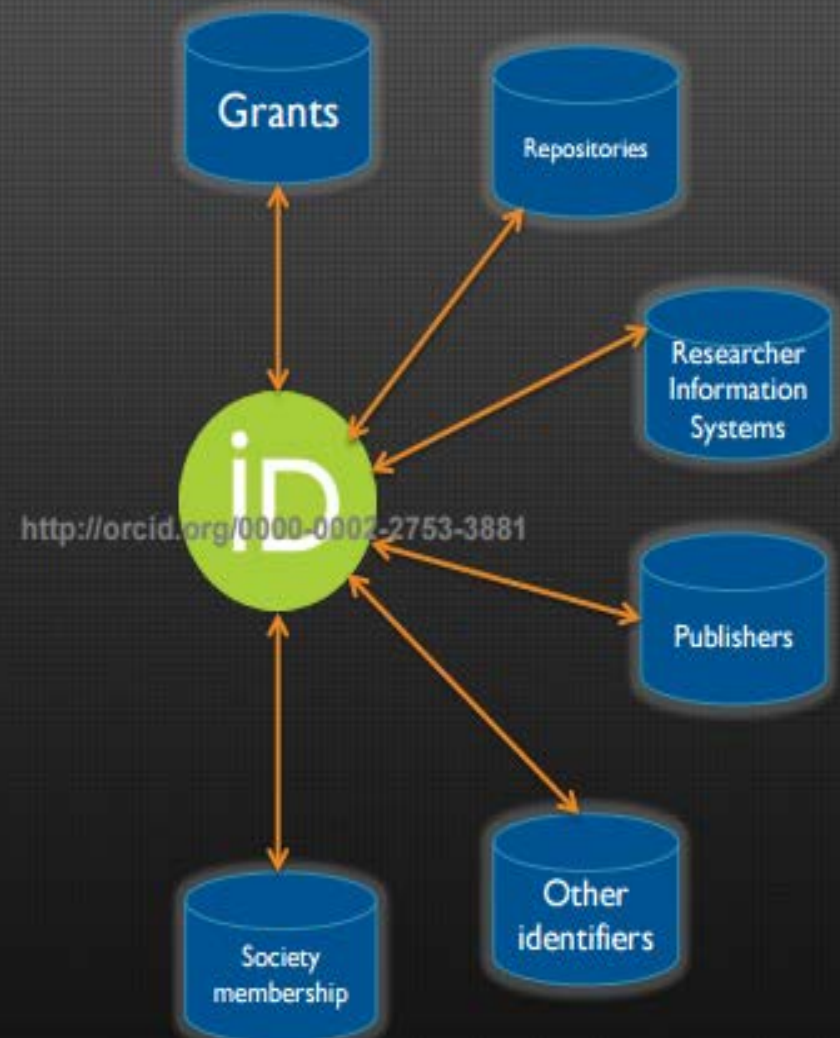 Grants
Repositories
Researcher
Information
Systems
iD
http://orcid.org/0000-0002-2753-3881
Publishers
Other
identifiers
Society
membership